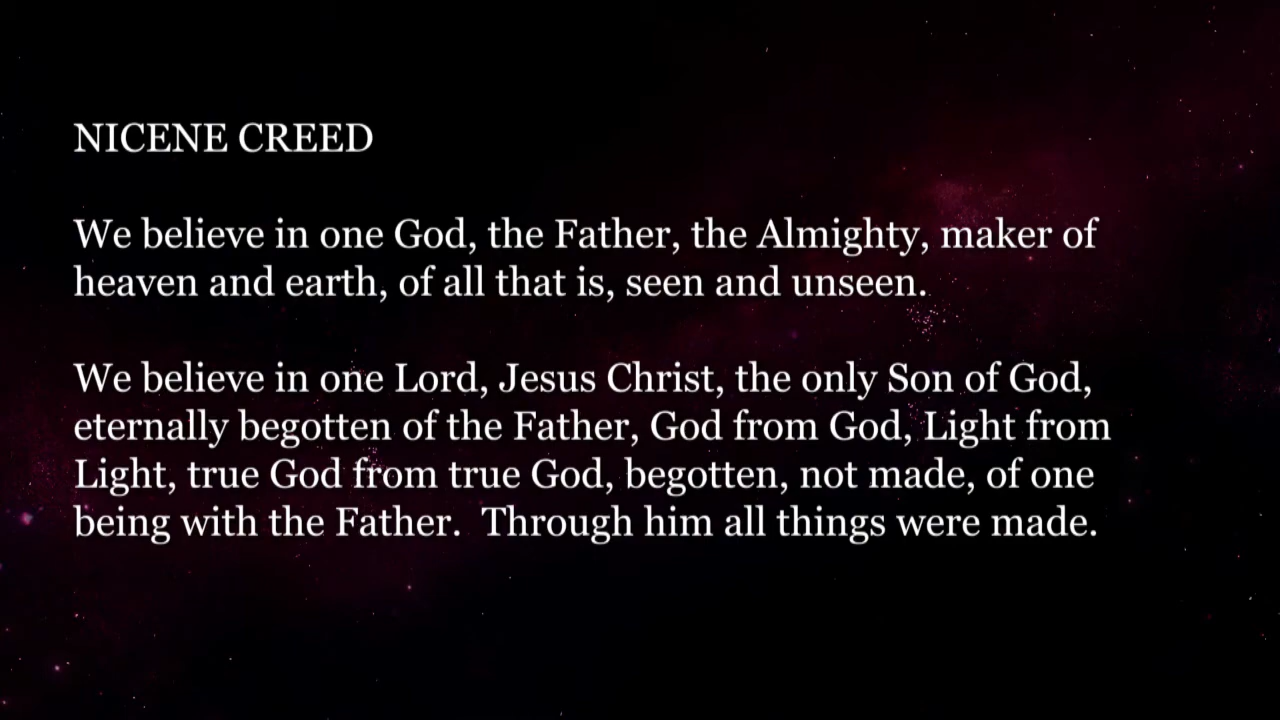 NICENE CREED
We believe in one God, the Father, the Almighty, maker of
heaven and earth, of all that is, seen and unseen.
We believe in one Lord, Jesus Christ, the only Son of God,
eternally begotten of the Father, God from God, Light from
Light, true God from true God, begotten, not made, of one
being with the Father.  Through him all things were made.